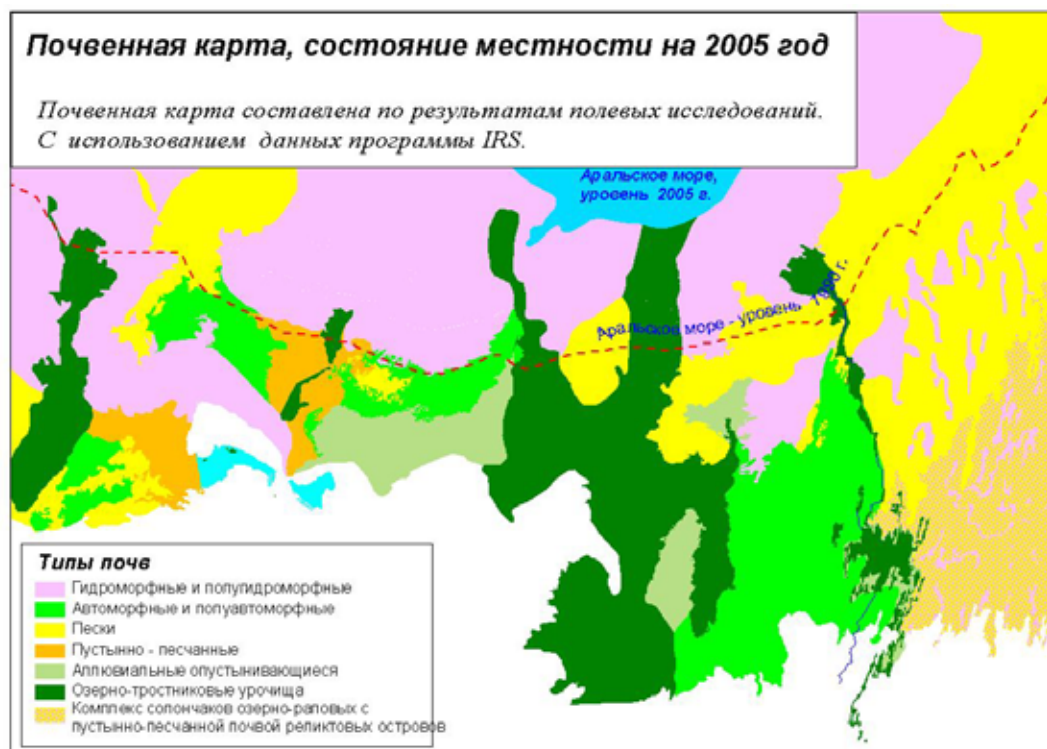 Почвенная карта, состояние местности на 2005 год
Почвенная карта составлена по результатам полевых исследований.
С использованием данных программы IRS.
Аральское море,
уровень 2005 г.
Аральское море - уровень 1990 г.
Типы почв
Гидроморфные и полугидроморфные
Автоморфные и полуавтоморфные
Пески
Пустынно - песчанные
Аллювиальные опустынивающиеся
Озерно-тростниковые урочища
Комплекс солончаков озерно-раповых с
пустынно-песчанной почвой реликтовых островов